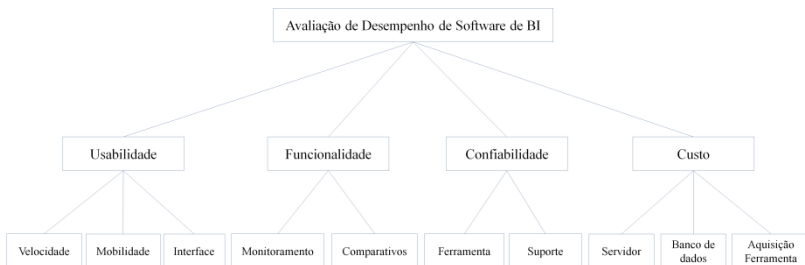 Avaliação de Desempenho de Software de BI
Usabilidade
Funcionalidade
Confiabilidade
Custo
Velocidade
Mobilidade
Interface
Monitoramento
Comparativos
Ferramenta
Suporte
Servidor
Banco de
dados
Aquisição
Ferramenta